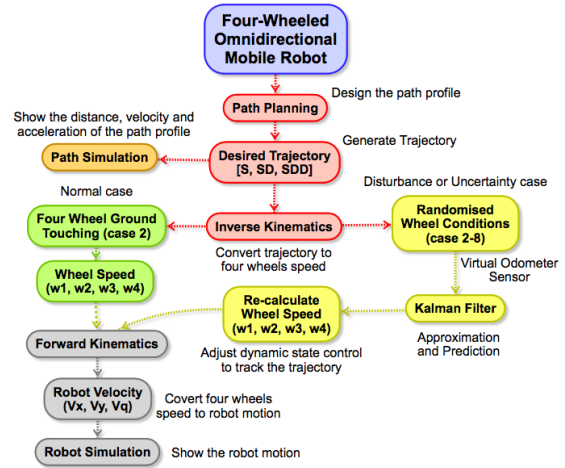 Four-Wheeled
Omnidirectional
Mobile Robot
Design the path profile
Path Planning
Show the distance, velocity and
acceleration of the path profile
Generate Trajectory
Path Simulation
Desired Trajectory
[S, SD, SDD]
Normal case
Disturbance or Uncertainty case
Four Wheel Ground
Touching (case 2)
Inverse Kinematics
Randomised
Wheel Conditions
(case 2-8)
Convert trajectory to
four wheels speed
Virtual Odometer
Sensor
Wheel Speed
(w1, w2, w3, w4)
Re-calculate
Wheel Speed
(w1, w2, w3, w4)
Kalman Filter
Forward Kinematics
Adjust dynamic state control
to track the trajectory
Approximation
and Prediction
Robot Velocity
(Vx, Vy, Vq)
Covert four wheels
speed to robot motion
Robot Simulation
Show the robot motion